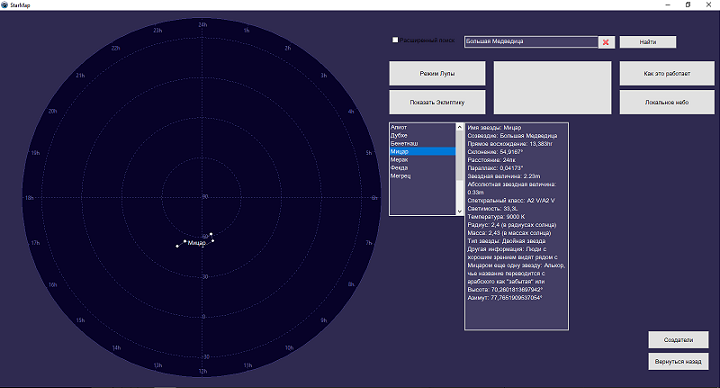 StarMap
Расширенный поиск
Большая Медведица
Найти
Режим Лупы
Как это работает
Показать Эклиптику
Локальное небо
Алиот
Дубхе
Бенетнаш
Мицар
Мерак
Фекда
Мегрец
Имя звезды: Мицар
Созвездие: Большая Медведица
Прямое восхождение: 13,383hr
Склонение: 54,9167°
Расстояние: 24пк
Параллакс: 0,04173"
Звездная величина: 2.23m
Абсолютная звездная величина:
0.33m
Спектральный класс: A2 V/A2 V
Светимость: 33,3L
Температура: 9000 K
Радиус: 2,4 (в радиусах солнца)
Масса: 2,43 (в массах солнца)
Тип звезды: Двойная звезда
Другая информация: Люди с
хорошим зрением видят рядом с
Мицаром еще одну звезду: Алькор,
чье название переводится с
арабского как "забытая" или
Высота: 70,2601813697942°
Азимут: 77,7651909537054°
24h
23h
1h
22h
2h
21h
3h
20h
4h
19h
5h
18h
6h
17h
7h
16h
8h
15h
9h
14h
10h
13h
11h
12h
90
60
30
0
-30
Мицар
Создатели
Вернуться назад